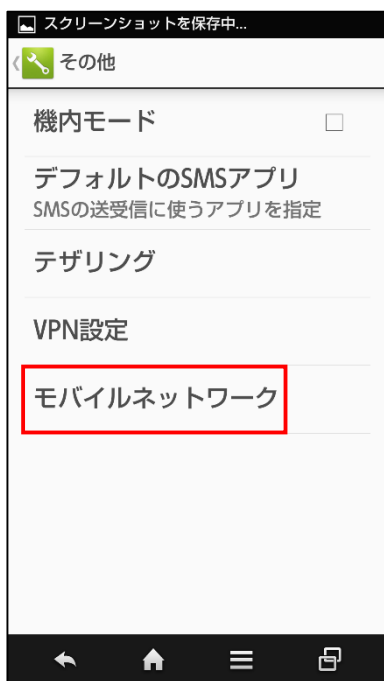 スクリーンショットを保存中...
その他
機内モード
デフォルトのSMSアプリ
SMSの送受信に使うアプリを指定
テザリング
VPN設定
モバイルネットワーク